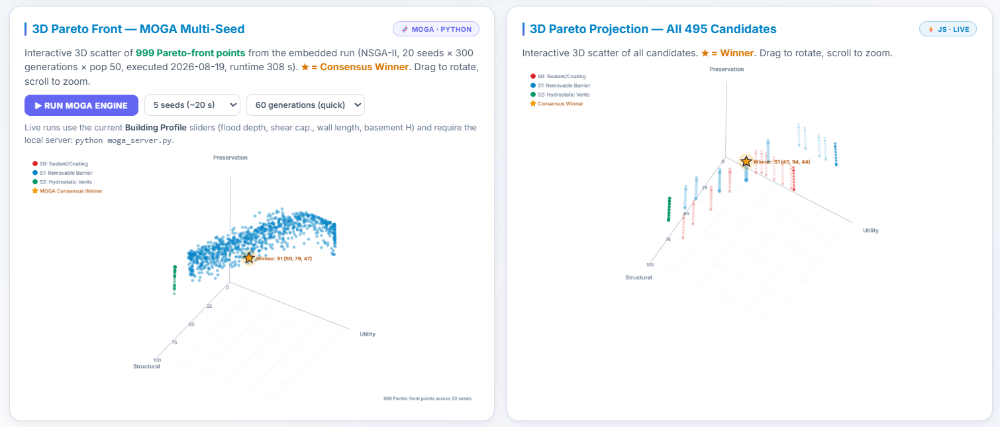 3D Pareto Front — MOGA Multi-Seed
MOGA · PYTHON
Interactive 3D scatter of 999 Pareto-front points from the embedded run (NSGA-II, 20 seeds × 300
generations × pop 50, executed 2026-08-19, runtime 308 s). ★ = Consensus Winner. Drag to rotate,
scroll to zoom.
▶ RUN MOGA ENGINE
5 seeds (~20 s)
60 generations (quick)
Live runs use the current Building Profile sliders (flood depth, shear cap., wall length, basement H) and require the
local server: python moga_server.py.
Preservation
S0: Sealant/Coating
S1: Removable Barrier
S2: Hydrostatic Vents
MOGA Consensus Winner
Winner: S1 (50, 79, 47)
0
25
50
75
100
Structural
Utility
999 Pareto-front points across 20 seeds
3D Pareto Projection — All 495 Candidates
JS · LIVE
Interactive 3D scatter of all candidates. ★ = Winner. Drag to rotate, scroll to zoom.
Preservation
S0: Sealant/Coating
S1: Removable Barrier
S2: Hydrostatic Vents
Consensus Winner
Winner: S1 (45, 94, 44)
0
25
50
75
100
Structural
Utility